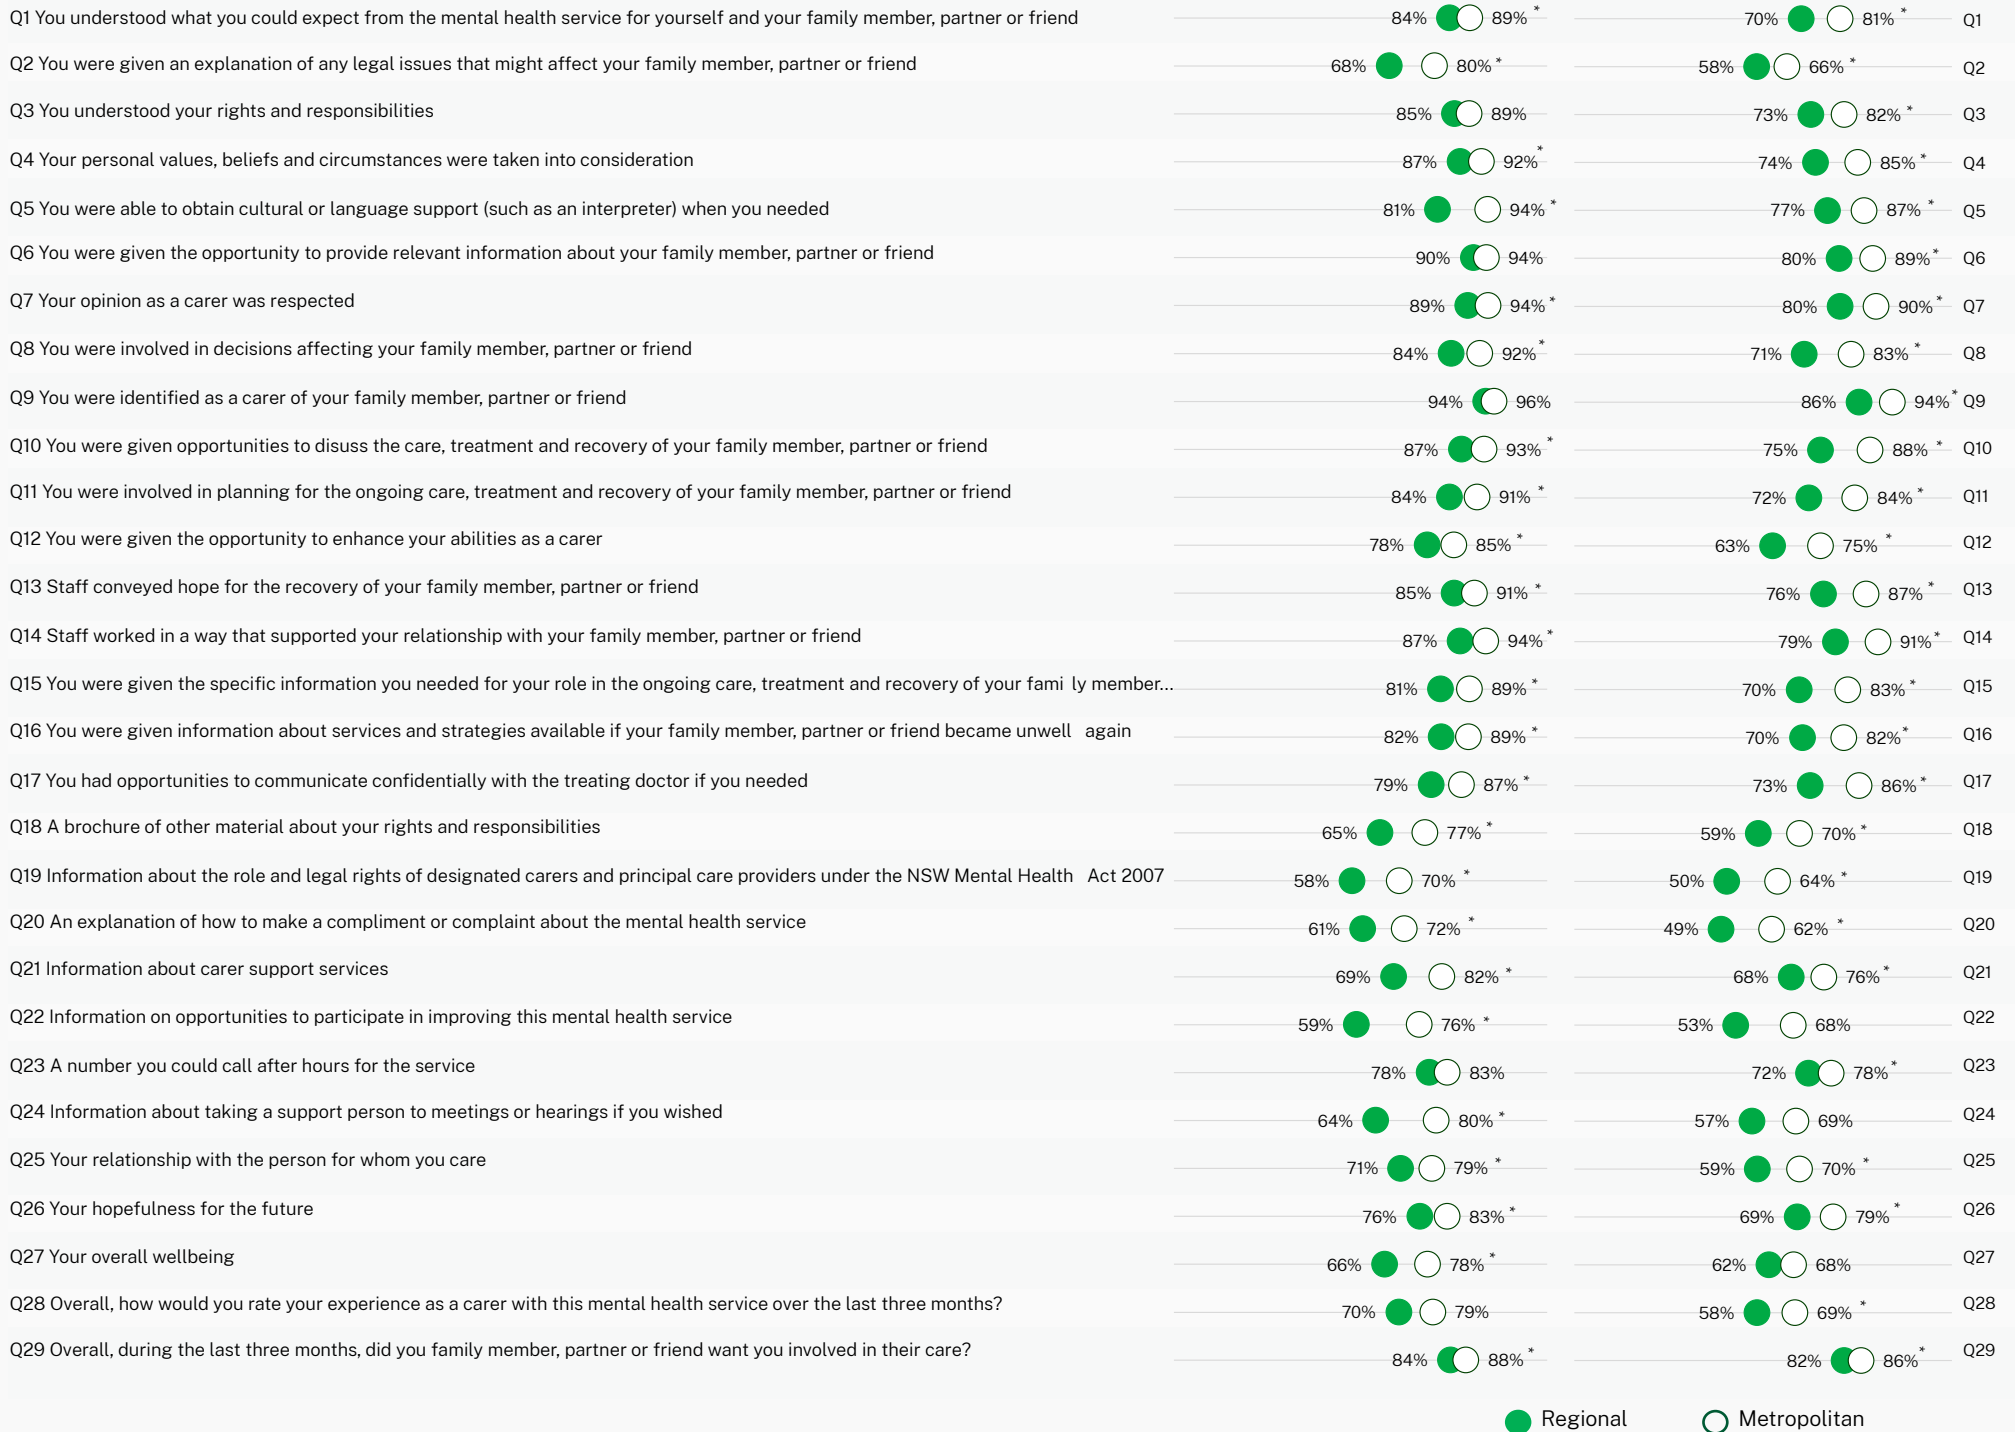 Q1 You understood what you could expect from the mental health service for yourself and your family member, partner or friend 84% 89% * 70% 81% * Q1
Q2 You were given an explanation of any legal issues that might affect your family member, partner or friend 68% 80% * 58% 66% * Q2
Q3 You understood your rights and responsibilities 85% 89% 73% 82% * Q3
Q4 Your personal values, beliefs and circumstances were taken into consideration 87% 92% * 74% 85% * Q4
Q5 You were able to obtain cultural or language support (such as an interpreter) when you needed 81% 94% * 77% 87% * Q5
Q6 You were given the opportunity to provide relevant information about your family member, partner or friend 90% 94% 80% 89% * Q6
Q7 Your opinion as a carer was respected 89% 94% * 80% 90% * Q7
Q8 You were involved in decisions affecting your family member, partner or friend 84% 92% * 71% 83% * Q8
Q9 You were identified as a carer of your family member, partner or friend 94% 96% 86% 94% * Q9
Q10 You were given opportunities to disuss the care, treatment and recovery of your family member, partner or friend 87% 93% * 75% 88% * Q10
Q11 You were involved in planning for the ongoing care, treatment and recovery of your family member, partner or friend 84% 91% * 72% 84% * Q11
Q12 You were given the opportunity to enhance your abilities as a carer 78% 85% * 63% 75% * Q12
Q13 Staff conveyed hope for the recovery of your family member, partner or friend 85% 91% * 76% 87% * Q13
Q14 Staff worked in a way that supported your relationship with your family member, partner or friend 87% 94% * 79% 91% * Q14
Q15 You were given the specific information you needed for your role in the ongoing care, treatment and recovery of your fami ly member... 81% 89% * 70% 83% * Q15
Q16 You were given information about services and strategies available if your family member, partner or friend became unwell again 82% 89% * 70% 82% * Q16
Q17 You had opportunities to communicate confidentially with the treating doctor if you needed 79% 87% * 73% 86% * Q17
Q18 A brochure of other material about your rights and responsibilities 65% 77% * 59% 70% * Q18
Q19 Information about the role and legal rights of designated carers and principal care providers under the NSW Mental Health Act 2007 58% 70% * 50% 64% * Q19
Q20 An explanation of how to make a compliment or complaint about the mental health service 61% 72% * 49% 62% * Q20
Q21 Information about carer support services 69% 82% * 68% 76% * Q21
Q22 Information on opportunities to participate in improving this mental health service 59% 76% * 53% 68% Q22
Q23 A number you could call after hours for the service 78% 83% 72% 78% * Q23
Q24 Information about taking a support person to meetings or hearings if you wished 64% 80% * 57% 69% Q24
Q25 Your relationship with the person for whom you care 71% 79% * 59% 70% * Q25
Q26 Your hopefulness for the future 76% 83% * 69% 79% * Q26
Q27 Your overall wellbeing 66% 78% * 62% 68% Q27
Q28 Overall, how would you rate your experience as a carer with this mental health service over the last three months? 70% 79% 58% 69% * Q28
Q29 Overall, during the last three months, did you family member, partner or friend want you involved in their care? 84% 88% * 82% 86% * Q29
Regional Metropolitan